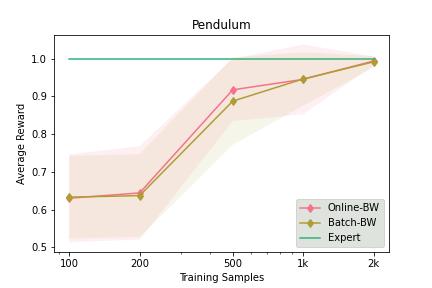 Pendulum
Average Reward
1.0
0.9
0.8
0.7
0.6
0.5
100
200
500
1k
2k
Training Samples
Online-BW
Batch-BW
Expert